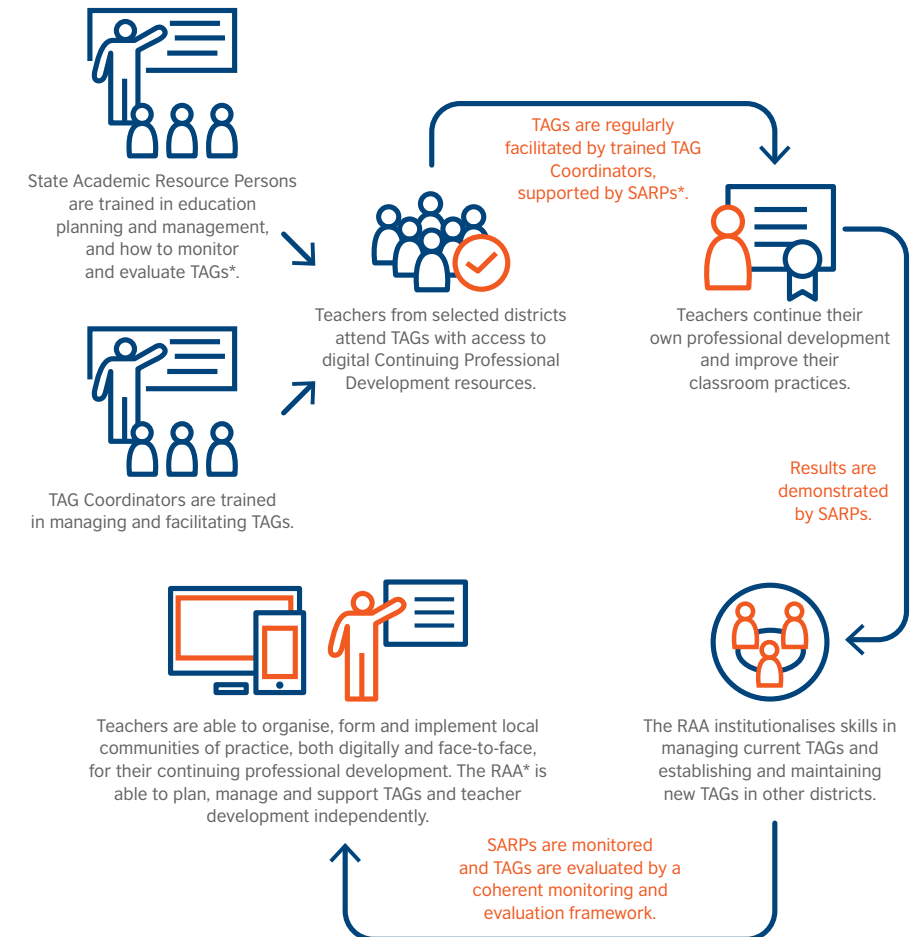 State Academic Resource Persons
are trained in education
planning and management,
and how to monitor
and evaluate TAGs*.
TAG Coordinators are trained
in managing and facilitating TAGs.
Teachers from selected districts
attend TAGs with access to
digital Continuing Professional
Development resources.
TAGs are regularly
facilitated by trained TAG
Coordinators,
supported by SARPs*.
Teachers continue their
own professional development
and improve their
classroom practices.
Results are
demonstrated
by SARPs.
The RAA institutionalises skills in
managing current TAGs and
establishing and maintaining
new TAGs in other districts.
SARPs are monitored
and TAGs are evaluated by a
coherent monitoring and
evaluation framework.
Teachers are able to organise, form and implement local
communities of practice, both digitally and face-to-face,
for their continuing professional development. The RAA* is
able to plan, manage and support TAGs and teacher
development independently.